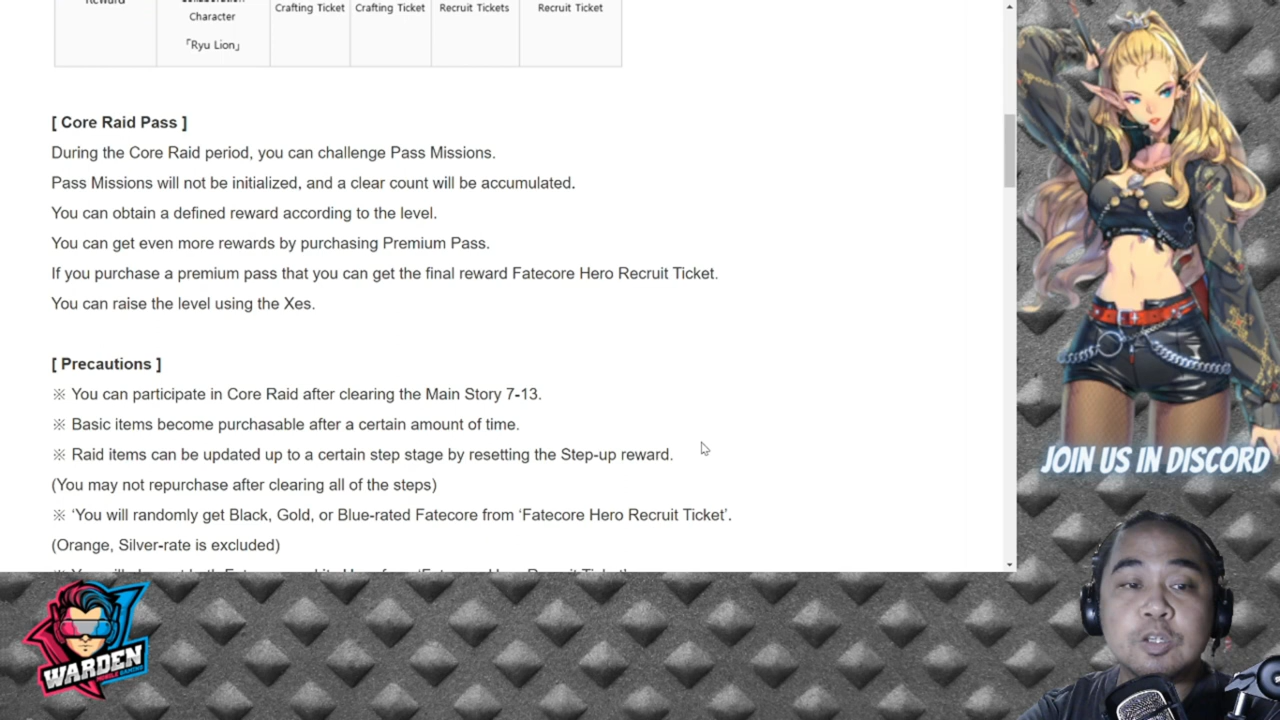 Reward
Collaboration
Character
「Ryu Lion」
Crafting Ticket
Crafting Ticket
Recruit Tickets
Recruit Ticket
[ Core Raid Pass ]
During the Core Raid period, you can challenge Pass Missions.
Pass Missions will not be initialized, and a clear count will be accumulated.
You can obtain a defined reward according to the level.
You can get even more rewards by purchasing Premium Pass.
If you purchase a premium pass that you can get the final reward Fatecore Hero Recruit Ticket.
You can raise the level using the Xes.
[ Precautions ]
※ You can participate in Core Raid after clearing the Main Story 7-13.
※ Basic items become purchasable after a certain amount of time.
※ Raid items can be updated up to a certain step stage by resetting the Step-up reward.
(You may not repurchase after clearing all of the steps)
※ 'You will randomly get Black, Gold, or Blue-rated Fatecore from 'Fatecore Hero Recruit Ticket'.
(Orange, Silver-rate is excluded)
JOIN US IN DISCORD
WARDEN
MOBILE GAMING